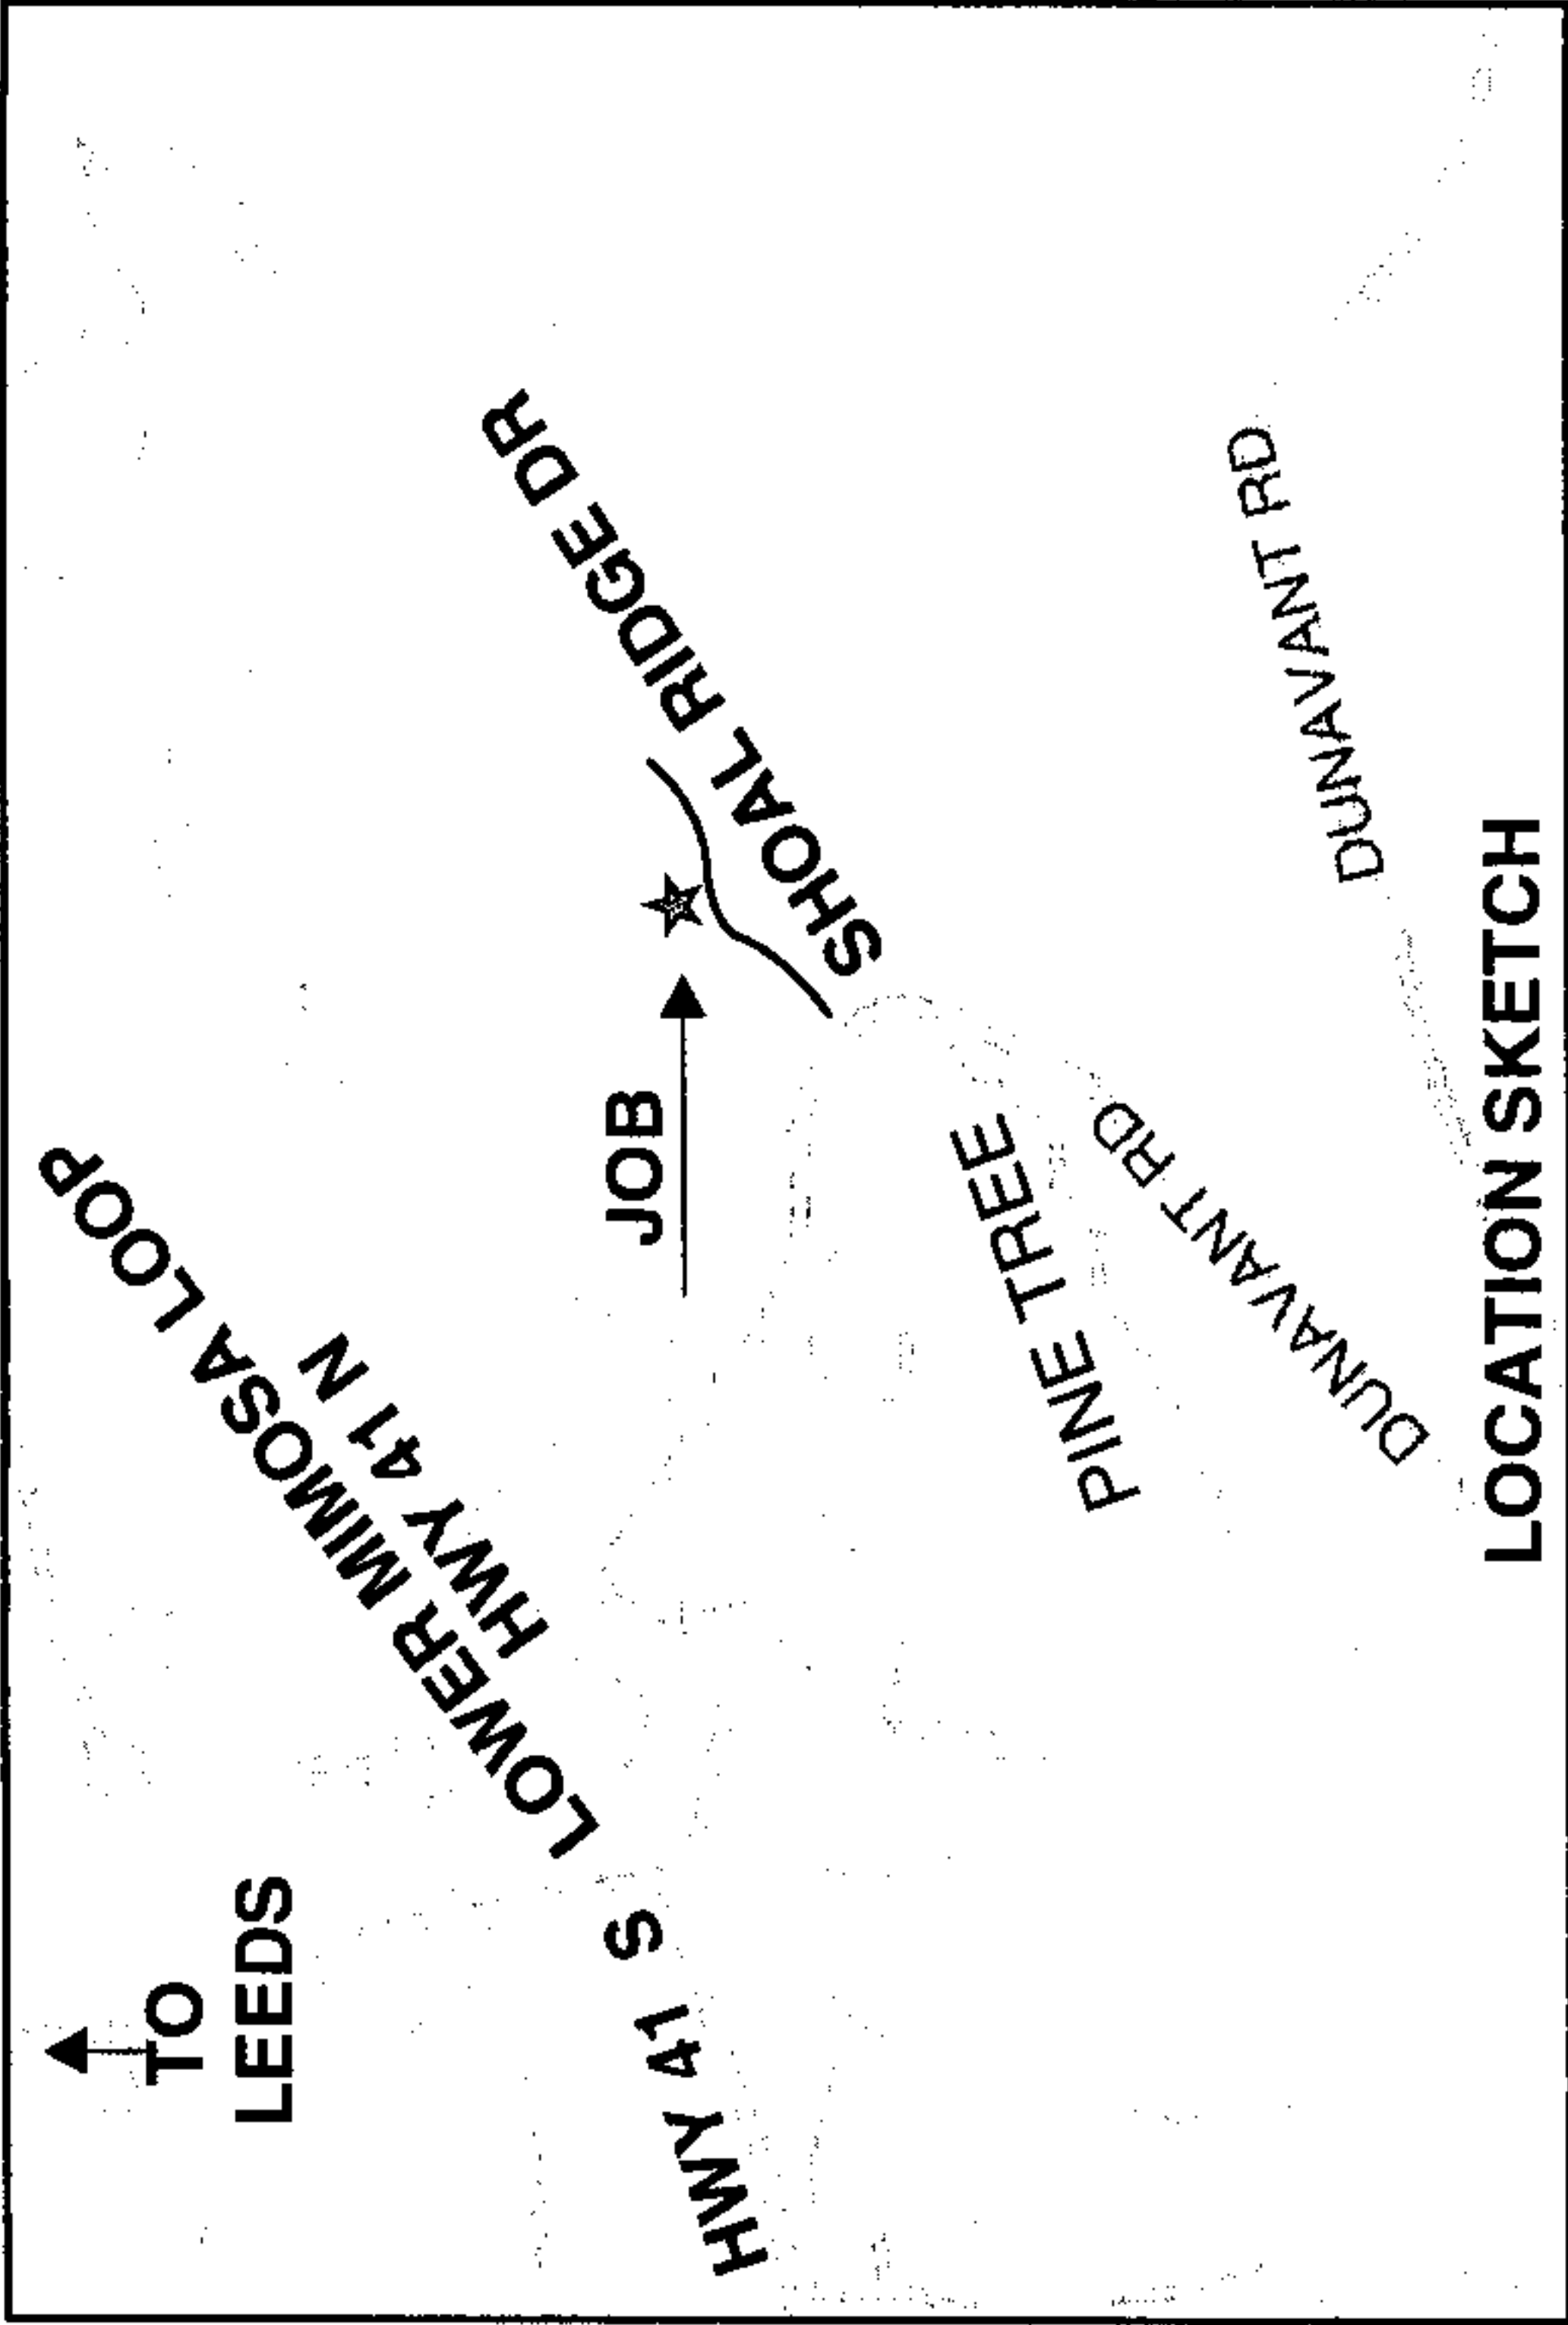 TO
LEEDS
LOWER MIMOSA LOOP
HWY 41 N
HWY 41 S
JOB
SHOAL RIDGE DR
PINE TREE
DUNAVANT RD
DUNAVANT RD
LOCATION SKETCH